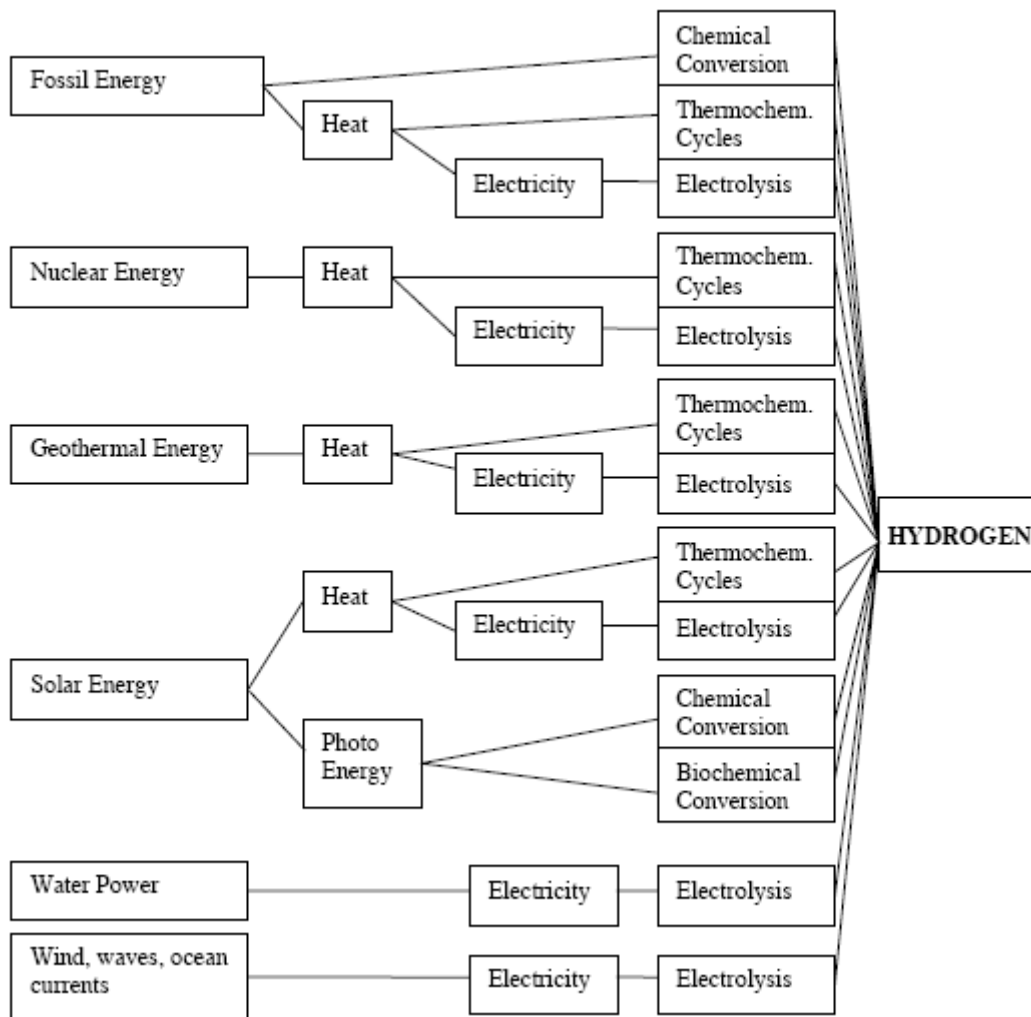 Chemical
Conversion
Fossil Energy
Heat
Thermochem.
Cycles
Electricity
Electrolysis
Nuclear Energy
Heat
Thermochem.
Cycles
Electricity
Electrolysis
Geothermal Energy
Heat
Thermochem.
Cycles
Electricity
Electrolysis
HYDROGEN
Solar Energy
Heat
Thermochem.
Cycles
Electricity
Electrolysis
Photo
Energy
Chemical
Conversion
Biochemical
Conversion
Water Power
Electricity
Electrolysis
Wind, waves, ocean
currents
Electricity
Electrolysis